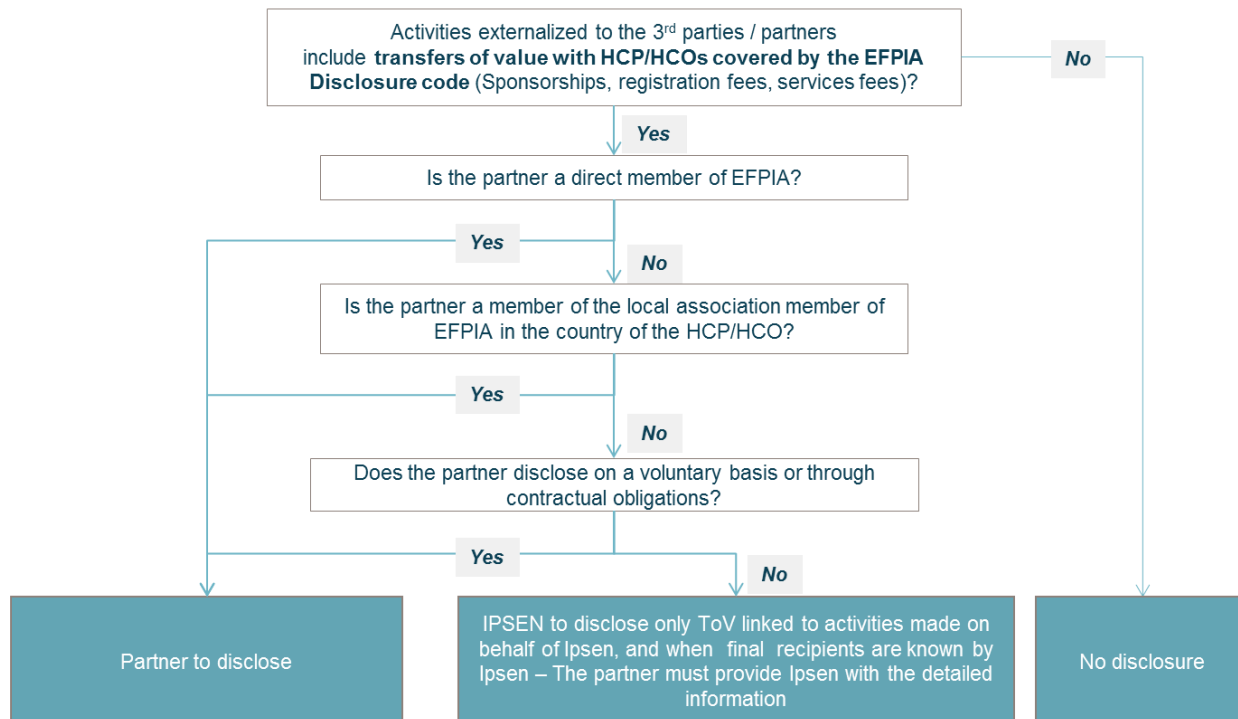 Activities externalized to the 3rd parties / partners
include transfers of value with HCP/HCOs covered by the EFPIA
Disclosure code (Sponsorships, registration fees, services fees)?
No
Yes
Is the partner a direct member of EFPIA?
Yes
No
Is the partner a member of the local association member of
EFPIA in the country of the HCP/HCO?
Yes
No
Does the partner disclose on a voluntary basis or through
contractual obligations?
Yes
No
Partner to disclose
IPSEN to disclose only ToV linked to activities made on
behalf of Ipsen, and when final recipients are known by
Ipsen – The partner must provide Ipsen with the detailed
information
No disclosure